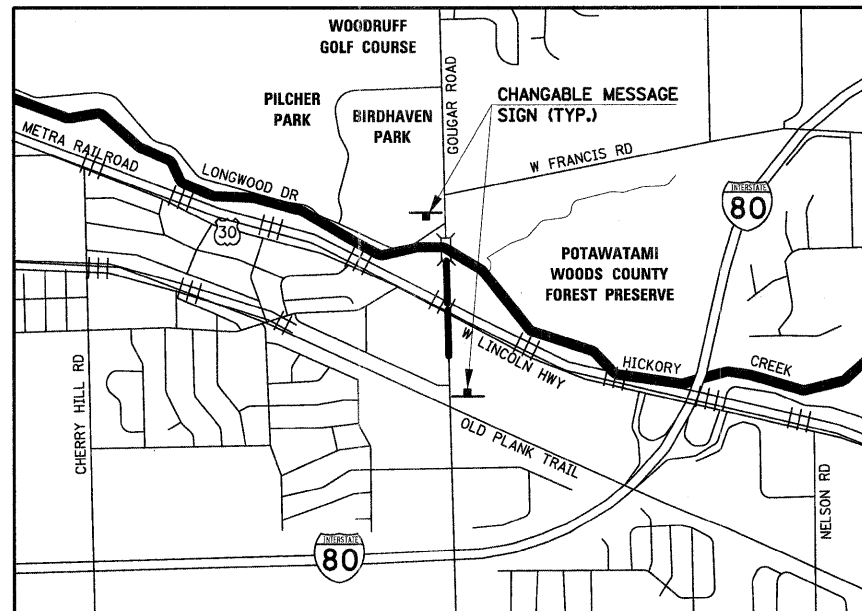 WOODRUFF
GOLF COURSE
PILCHER
PARK
BIRDHAVEN
PARK
GOUGAR ROAD
CHANGABLE MESSAGE
SIGN (TYP.)
METRA RAILROAD
LONGWOOD DR
W FRANCIS RD
INTERSTATE
80
30
POTAWATAMI
WOODS COUNTY
FOREST PRESERVE
W LINCOLN HWY
HICKORY
CREEK
CHERRY HILL RD
OLD PLANK TRAIL
NELSON RD
INTERSTATE
80